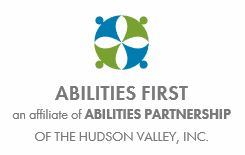 ABILITIES FIRST
an affiliate of ABILITIES PARTNERSHIP
OF THE HUDSON VALLEY, INC.